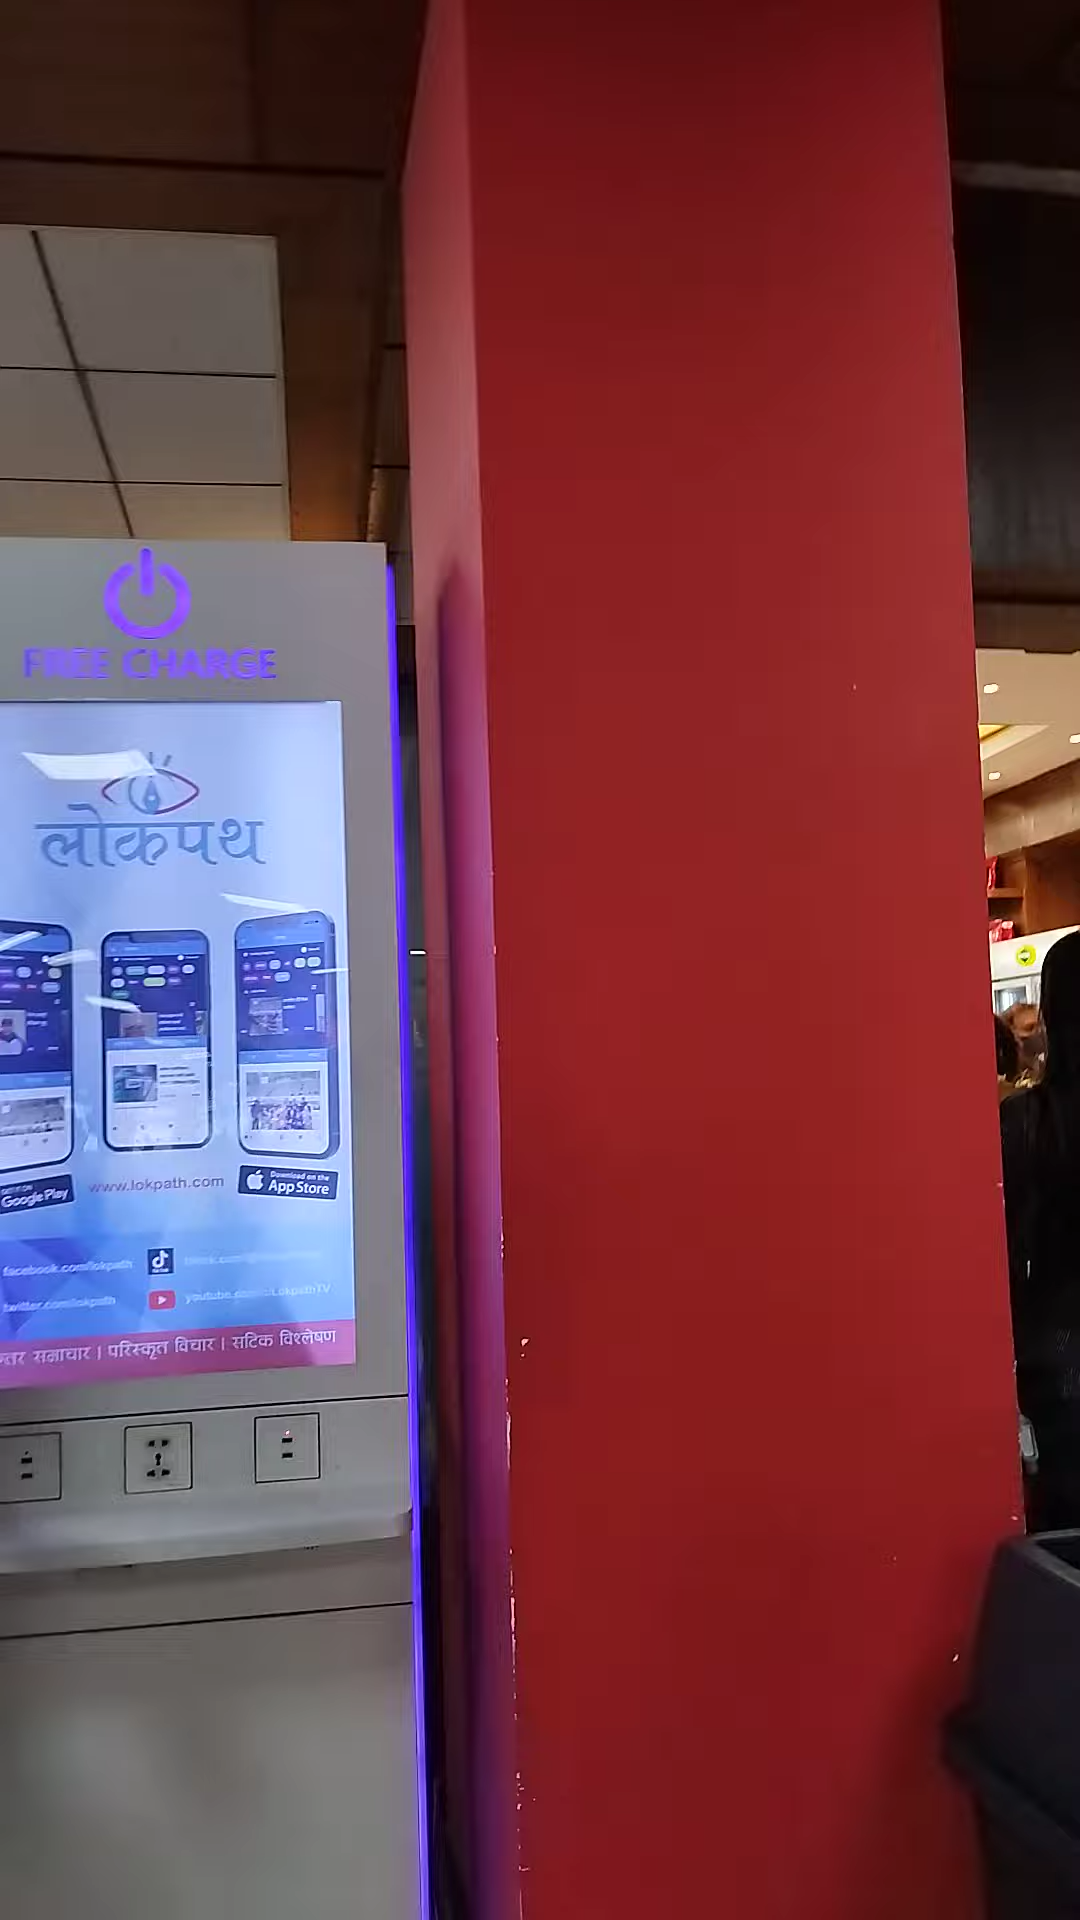 FREE CHARGE
लोकपथ
Google Play
www.lokpath.com
Download on the
App Store
facebook.com/lokpath
twitter.com/lokpath
समाचार । परिस्कृत विचार । सटिक विश्लेषण